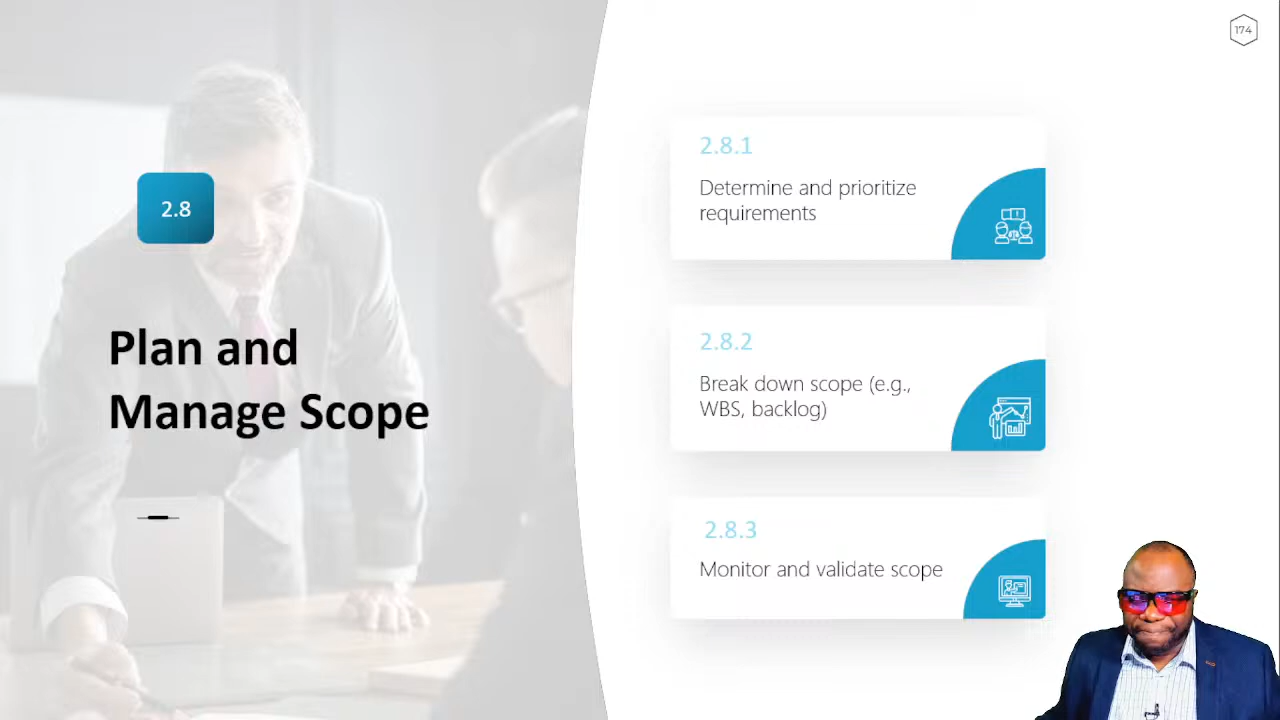 174
2.8
Plan and
Manage Scope
2.8.1
Determine and prioritize
requirements
2.8.2
Break down scope (e.g.,
WBS, backlog)
2.8.3
Monitor and validate scope